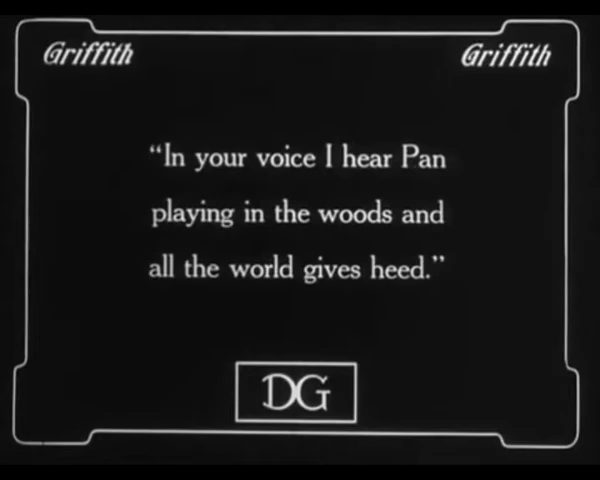 Griffith Griffith
“In your voice I hear Pan
playing in the woods and
all the world gives heed.”
DG